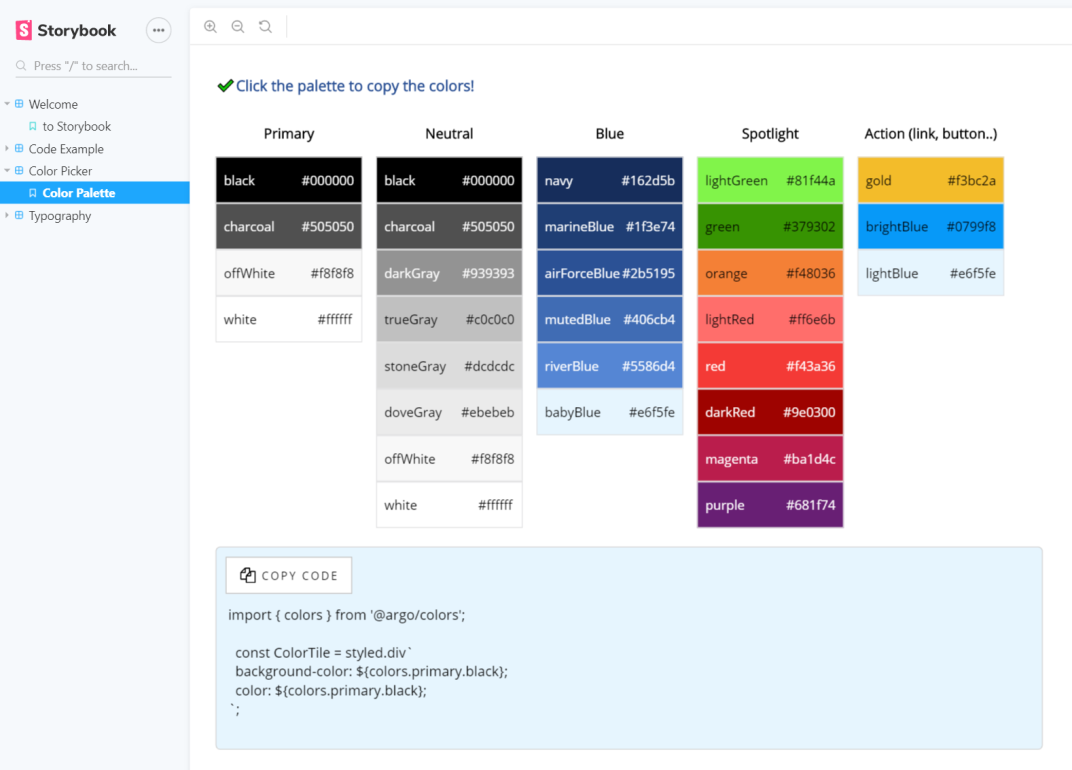 Storybook
Press "/" to search...
Welcome
to Storybook
Code Example
Color Picker
Color Palette
Typography
Click the palette to copy the colors!
Primary
black #000000
charcoal #505050
offWhite #f8f8f8
white #ffffff
Neutral
black #000000
charcoal #505050
darkGray #939393
trueGray #c0c0c0
stoneGray #dcdcdc
doveGray #ebebeb
offWhite #f8f8f8
white #ffffff
Blue
navy #162d5b
marineBlue #1f3e74
airForceBlue #2b5195
mutedBlue #406cb4
riverBlue #5586d4
babyBlue #e6f5fe
Spotlight
lightGreen #81f44a
green #379302
orange #f48036
lightRed #ff6e6b
red #f43a36
darkRed #9e0300
magenta #ba1d4c
purple #681f74
Action (link, button..)
gold #f3bc2a
brightBlue #0799f8
lightBlue #e6f5fe
COPY CODE
import { colors } from '@argo/colors';
const ColorTile = styled.div`
background-color: ${colors.primary.black};
color: ${colors.primary.black};
`;